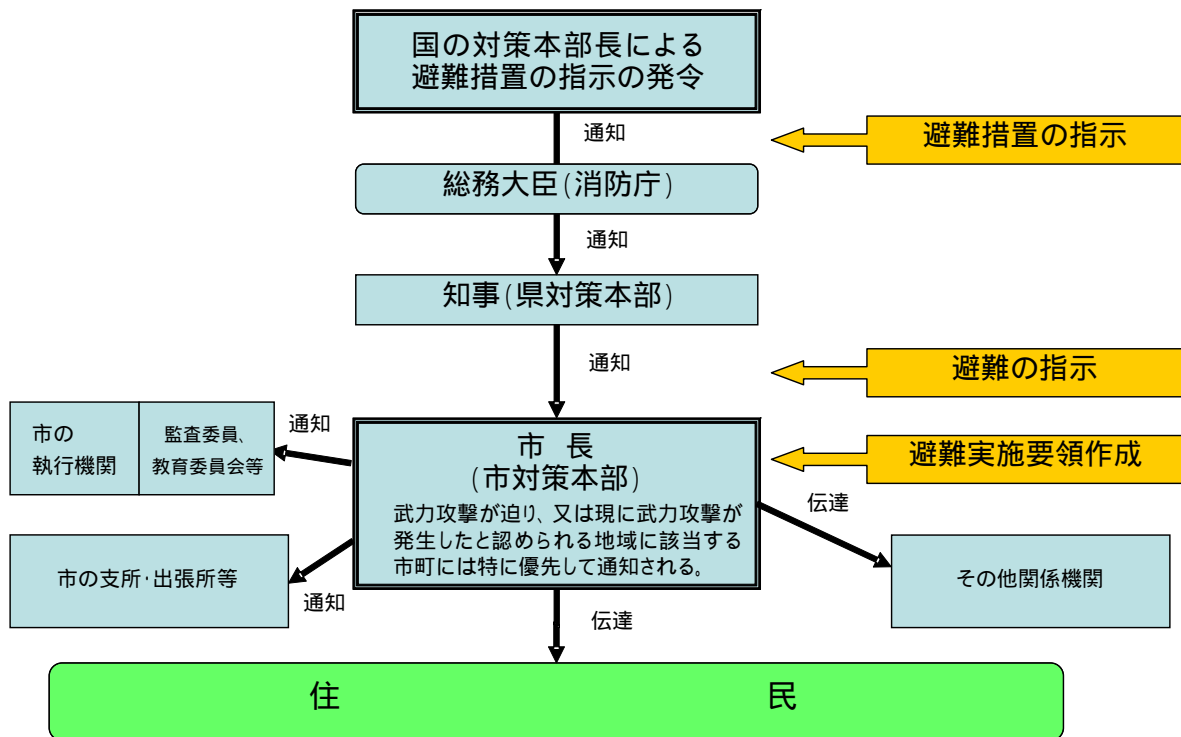 国の対策本部長による
避難措置の指示の発令
通知
避難措置の指示
総務大臣(消防庁)
通知
知事(県対策本部)
通知
避難の指示
市の
執行機関
監査委員、
教育委員会等
通知
市 長
(市対策本部)
武力攻撃が迫り、又は現に武力攻撃が
発生したと認められる地域に該当する
市町には特に優先して通知される。
避難実施要領作成
伝達
市の支所・出張所等
通知
その他関係機関
伝達
住 民